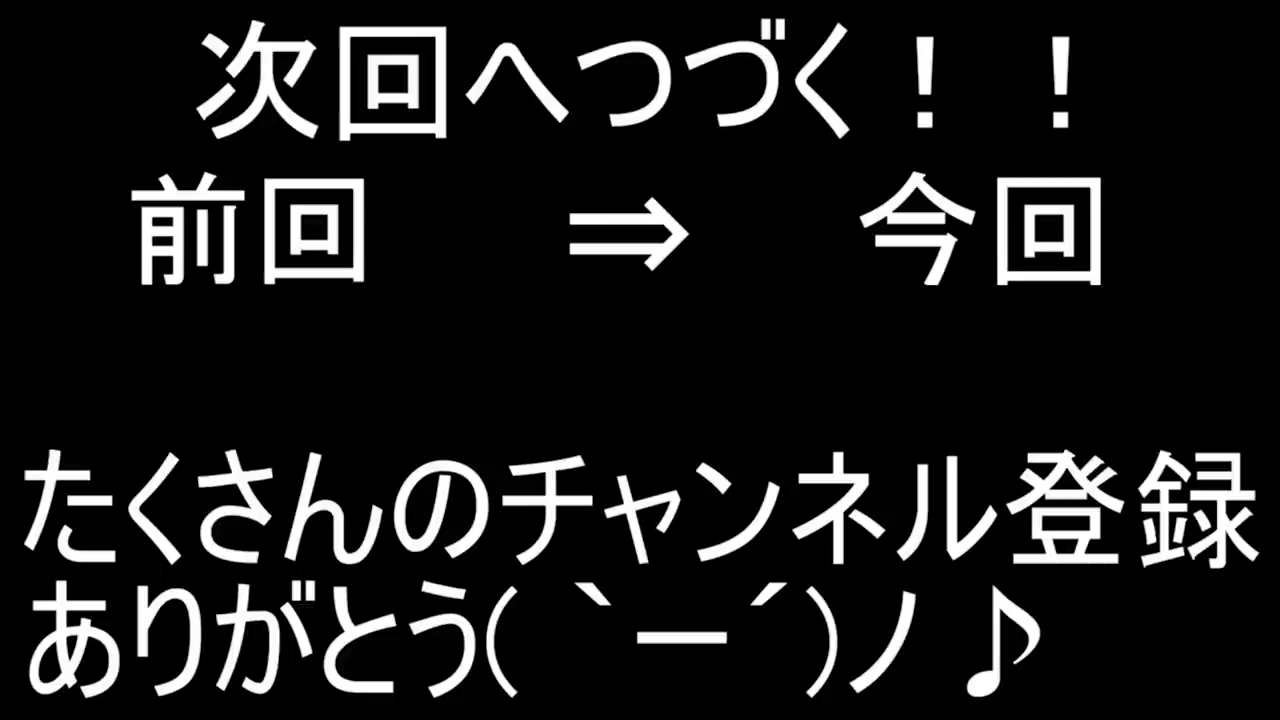 次回へつづく！！
前回　⇒　今回
たくさんのチャンネル登録
ありがとう(｀ー´)ノ♪